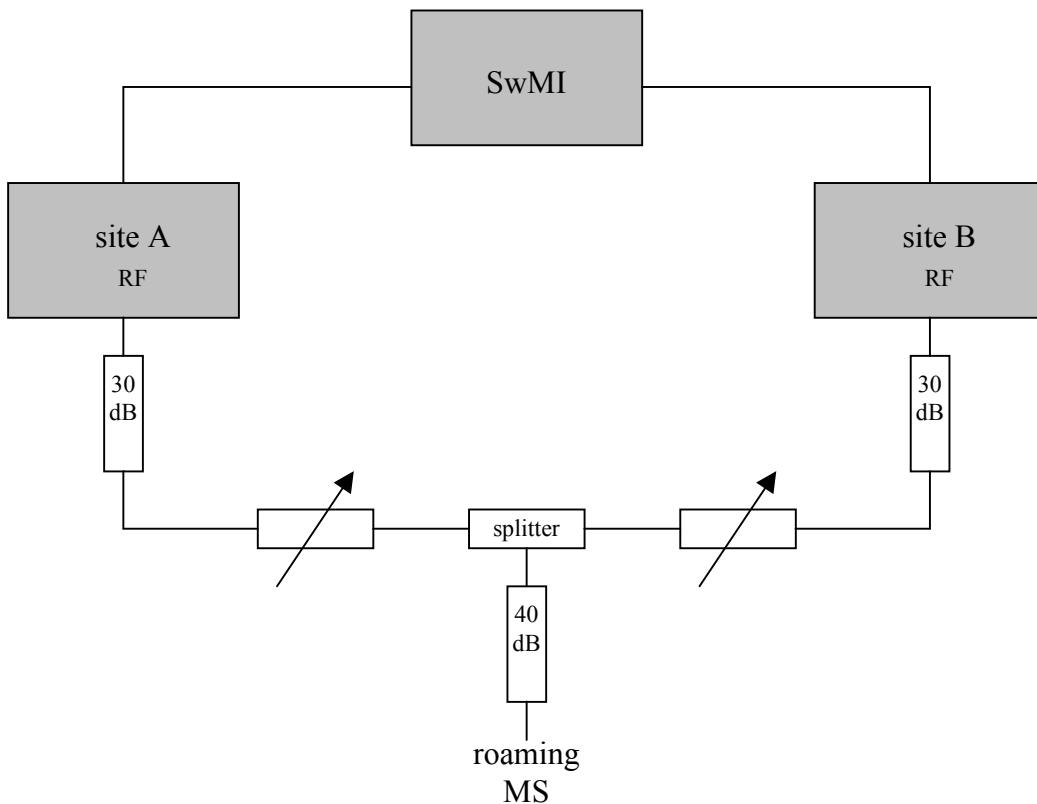 SwMI
site A
RF
site B
RF
30
dB
30
dB
splitter
40
dB
roaming
MS